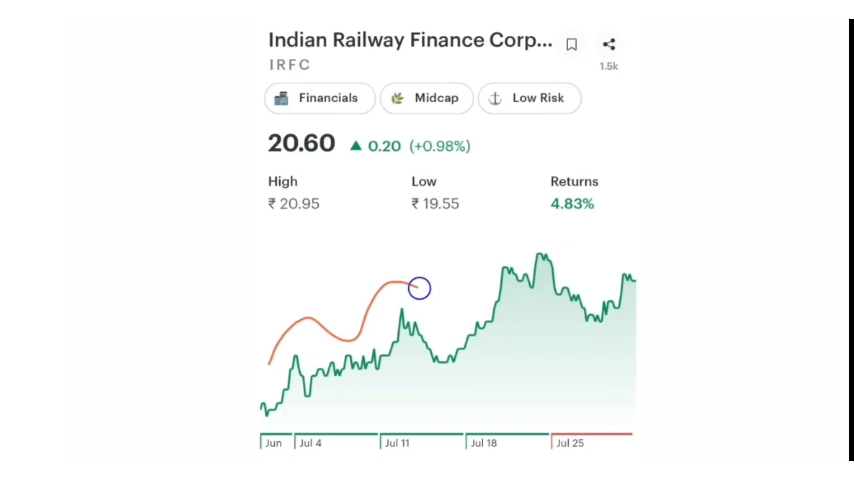 Indian Railway Finance Corp...
IRFC
1.5k
Financials Midcap Low Risk
20.60 ▲ 0.20 (+0.98%)
High Low Returns
₹ 20.95 ₹ 19.55 4.83%
Jun Jul 4 Jul 11 Jul 18 Jul 25